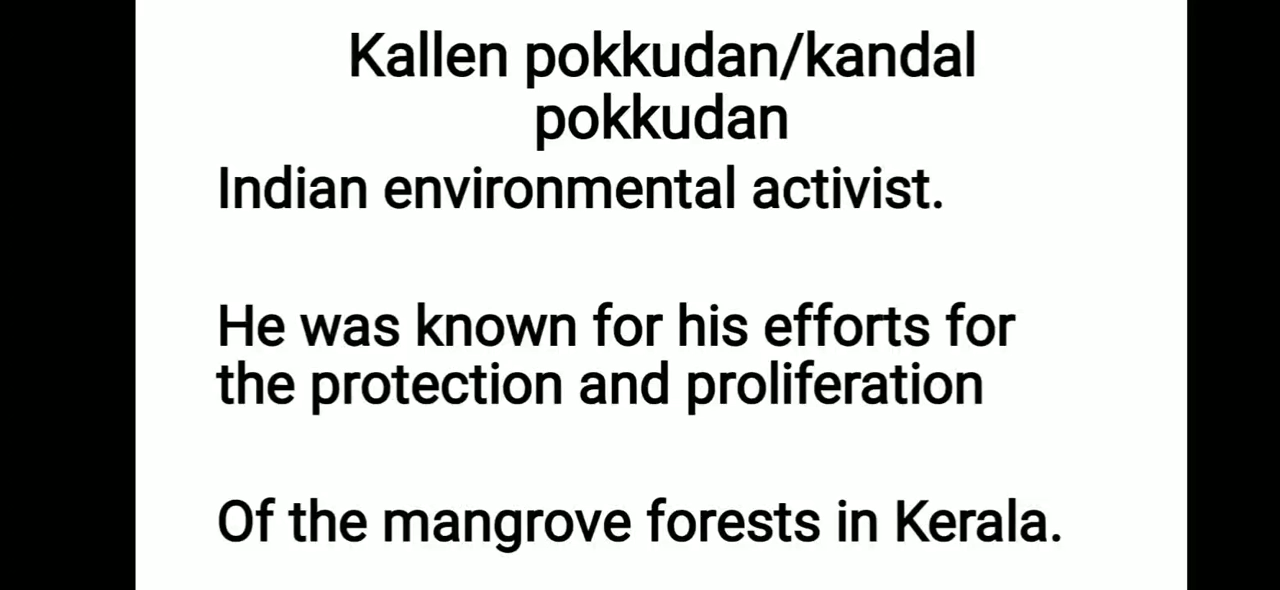 Kallen pokkudan/kandal
pokkudan
Indian environmental activist.
He was known for his efforts for
the protection and proliferation
Of the mangrove forests in Kerala.